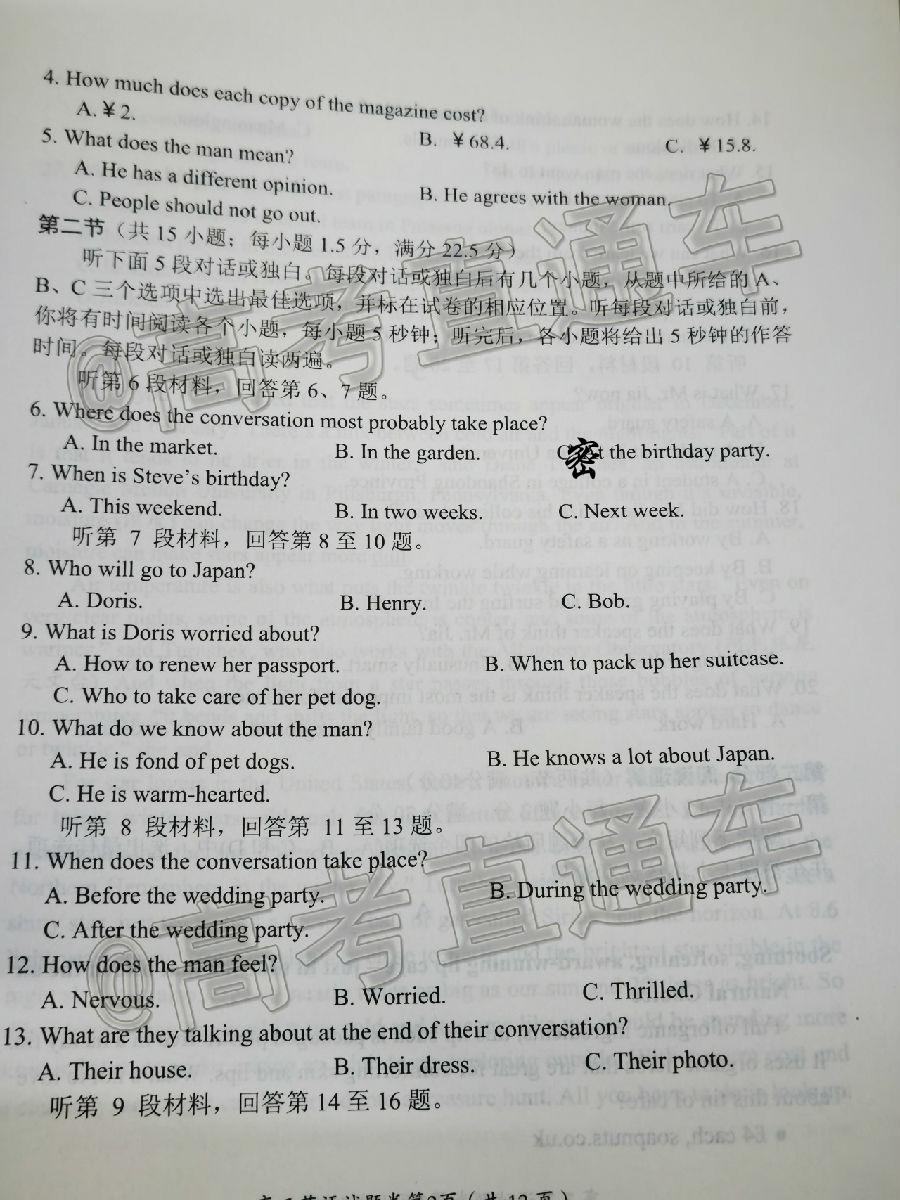 4. How much does each copy of the magazine cost?
A. ¥ 2. B. ¥ 68.4. C. ¥ 15.8.
5. What does the man mean?
A. He has a different opinion. B. He agrees with the woman.
C. People should not go out.
第二节（共 15 小题；每小题 1.5 分，满分 22.5 分）
听下面 5 段对话或独白。每段对话或独白后有几个小题，从题中所给的 A、
B、C 三个选项中选出最佳选项，并标在试卷的相应位置。听每段对话或独白前，
你将有时间阅读各个小题，每小题 5 秒钟；听完后，各小题将给出 5 秒钟的作答
时间。每段对话或独白读两遍。
听第 6 段材料，回答第 6、7 题。
6. Where does the conversation most probably take place?
A. In the market. B. In the garden. C. At the birthday party.
密
7. When is Steve's birthday?
A. This weekend. B. In two weeks. C. Next week.
听第 7 段材料，回答第 8 至 10 题。
8. Who will go to Japan?
A. Doris. B. Henry. C. Bob.
9. What is Doris worried about?
A. How to renew her passport. B. When to pack up her suitcase.
C. Who to take care of her pet dog.
10. What do we know about the man?
A. He is fond of pet dogs. B. He knows a lot about Japan.
C. He is warm-hearted.
听第 8 段材料，回答第 11 至 13 题。
11. When does the conversation take place?
A. Before the wedding party. B. During the wedding party.
C. After the wedding party.
12. How does the man feel?
A. Nervous. B. Worried. C. Thrilled.
13. What are they talking about at the end of their conversation?
A. Their house. B. Their dress. C. Their photo.
听第 9 段材料，回答第 14 至 16 题。
@高考直通车
@高考直通车